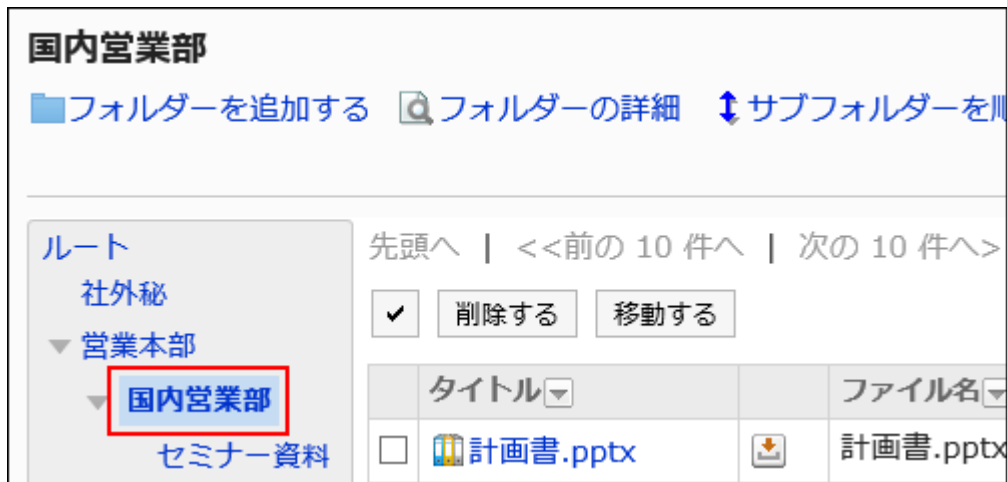 国内営業部
フォルダーを追加する フォルダーの詳細 サブフォルダーを
ルート
社外秘
営業本部
国内営業部
セミナー資料
先頭へ | <<前の 10 件へ | 次の 10 件へ>
削除する 移動する
タイトル ファイル名
計画書.pptx 計画書.pptx